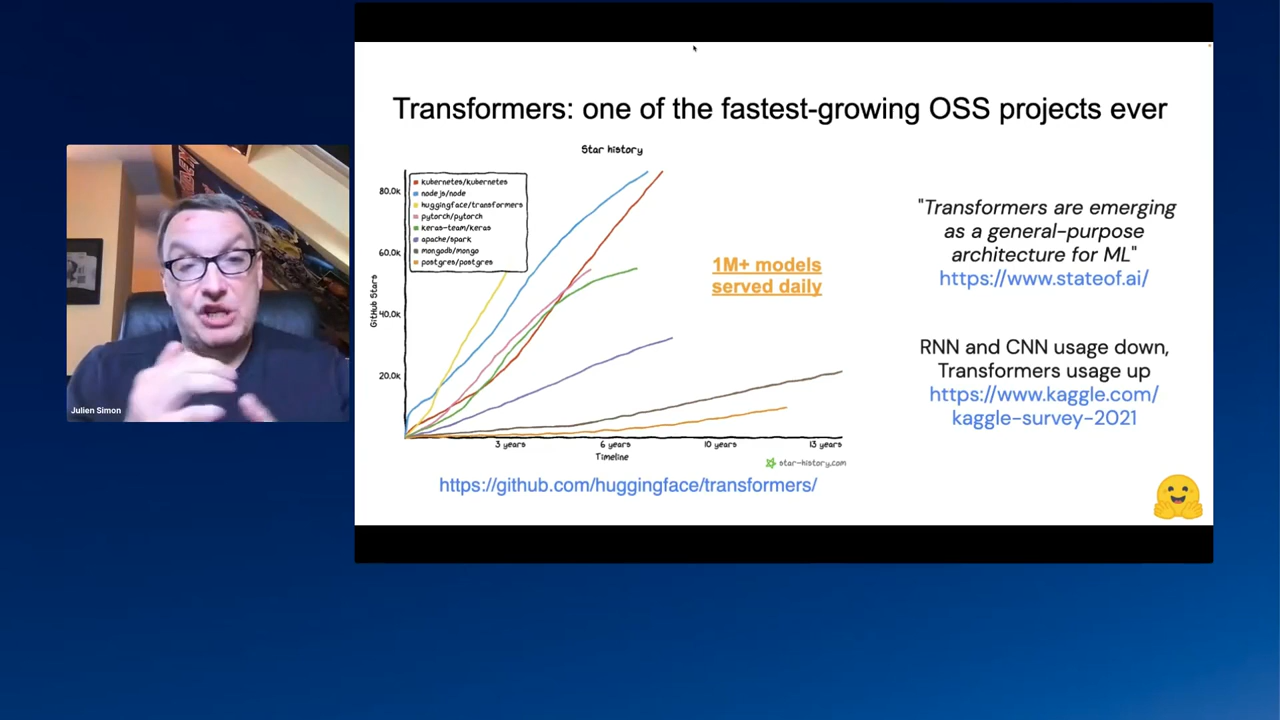 Transformers: one of the fastest-growing OSS projects ever
Star history
kubernetes/kubernetes
nodejs/node
huggingface/transformers
pytorch/pytorch
keras-team/keras
apache/spark
mongodb/mongo
postgres/postgres
80.0k
60.0k
40.0k
20.0k
GitHub Stars
3 years
6 years
10 years
13 years
Timeline
star-history.com
https://github.com/huggingface/transformers/
1M+ models
served daily
"Transformers are emerging
as a general-purpose
architecture for ML"
https://www.stateof.ai/
RNN and CNN usage down,
Transformers usage up
https://www.kaggle.com/
kaggle-survey-2021
Julien Simon